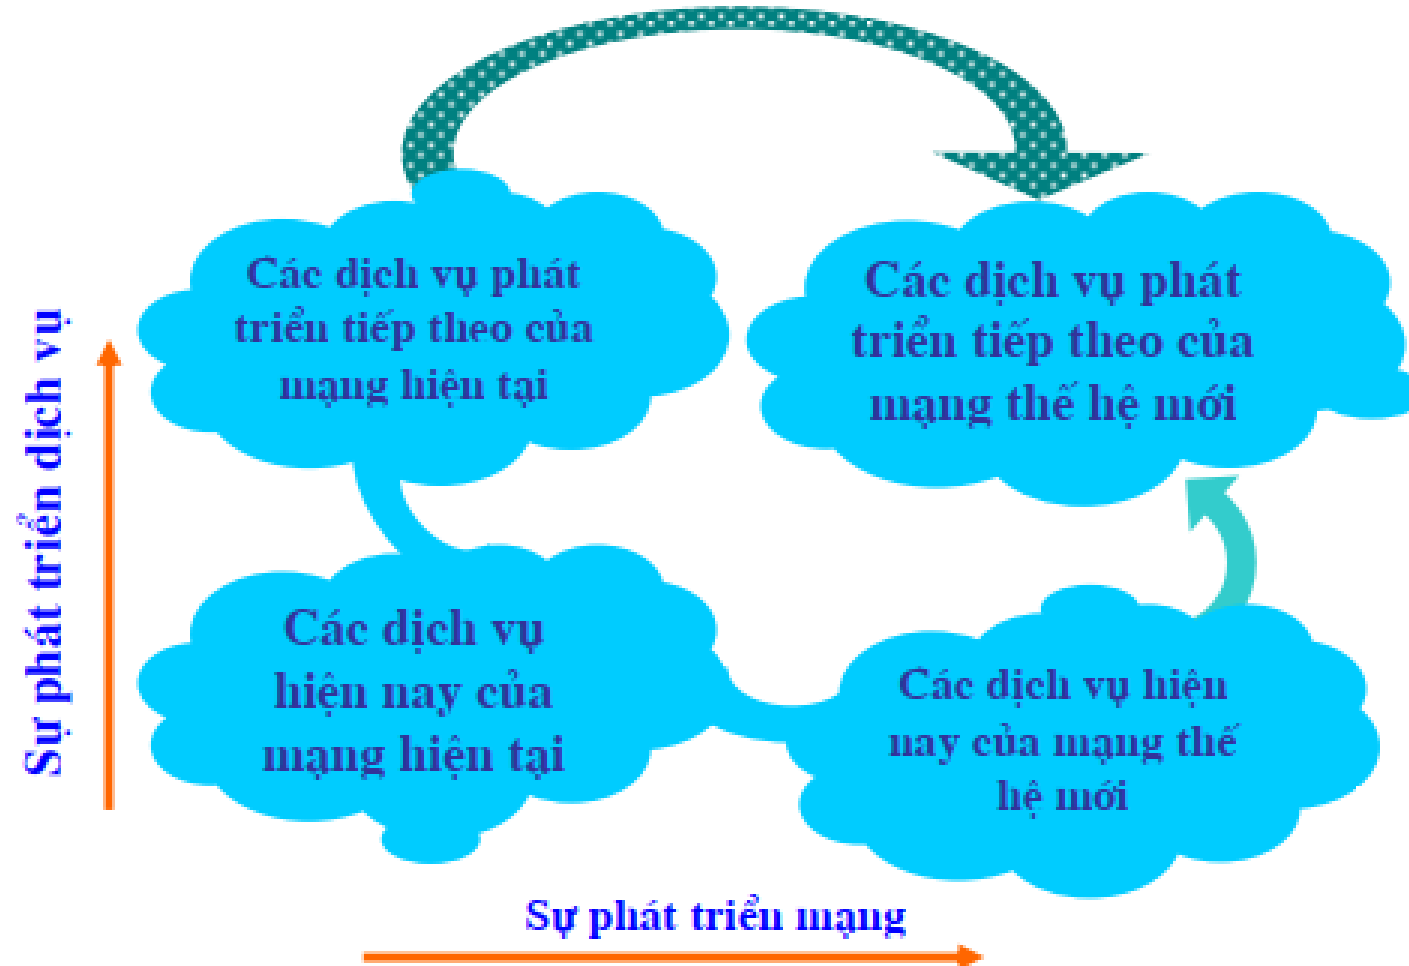 Các dịch vụ phát
triển tiếp theo của
mạng hiện tại
Các dịch vụ phát
triển tiếp theo của
mạng thế hệ mới
Sự phát triển dịch vụ
Các dịch vụ
hiện nay của
mạng hiện tại
Các dịch vụ hiện
nay của mạng thế
hệ mới
Sự phát triển mạng